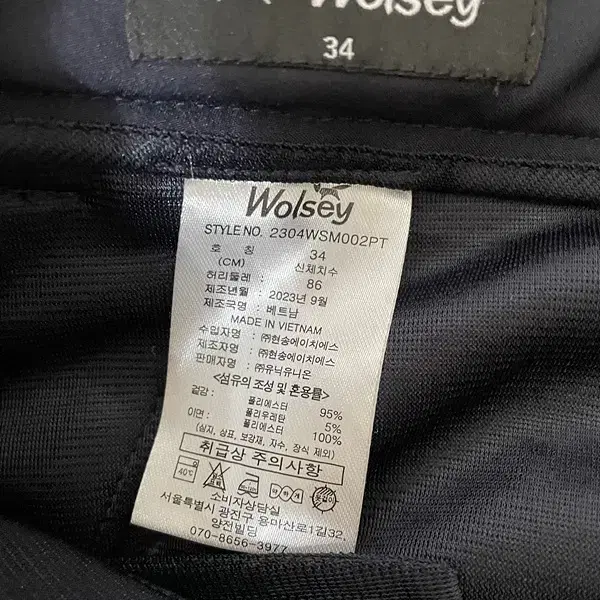 Wolsey
34
Wolsey
STYLE NO. 2304WSM002PT
호 칭 : 34
(CM) 신체치수
허리둘레 : 86
제조년월 : 2023년 9월
제조국명 : 베트남
MADE IN VIETNAM
수입자명 : ㈜현송에이치에스
제조자명 : ㈜현송에이치에스
판매자명 : ㈜유닉유니온
<섬유의 조성 및 혼용률>
겉감 : 폴리에스터 95%
폴리우레탄 5%
이면 : 폴리에스터 100%
(심지, 상표, 보강재, 자수, 장식 제외)
취급상 주의사항
40℃
약하게
소비자상담실
서울특별시 광진구 용마산로1길32,
양전빌딩
070-8656-3977